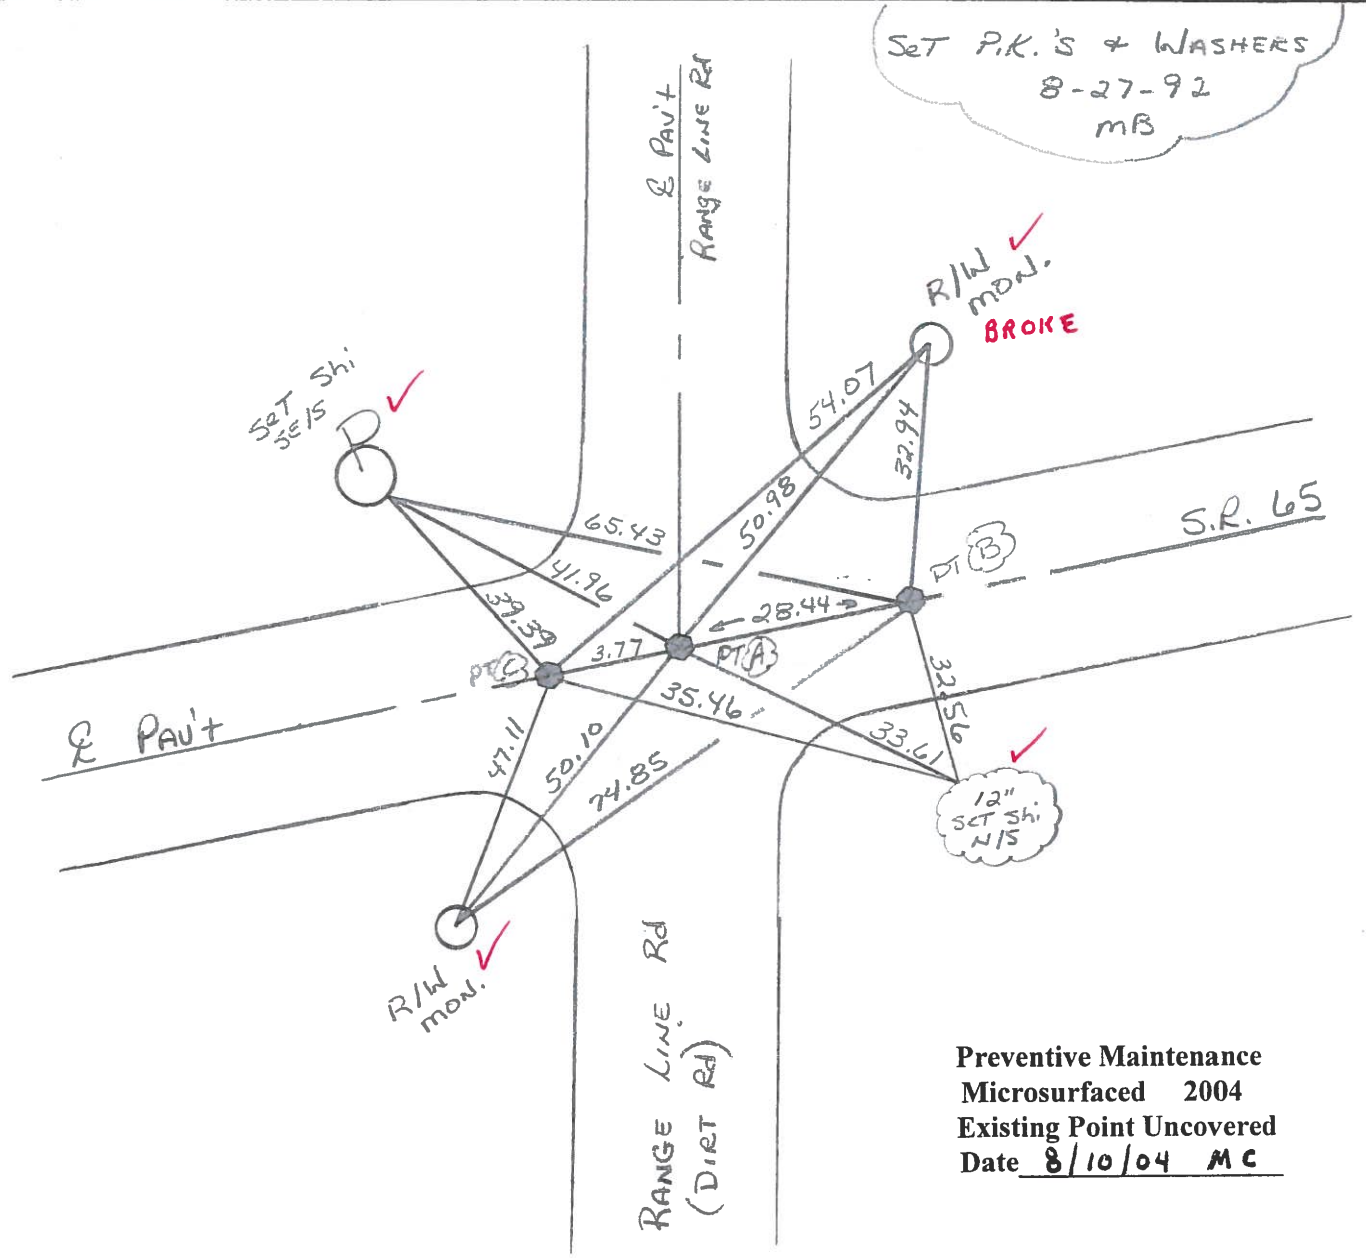 SET P.K.'S & WASHERS
8-27-92
MB
℄ PAV'T
RANGE LINE Rd
R/W
MON.
BROKE
SET Shi
SE/S
54.07
32.94
50.98
65.43
41.96
39.39
S.R. 65
PT B
28.44
3.77
PT A
PT C
35.46
32.56
33.61
℄ PAV'T
47.11
50.10
74.85
12"
SET Shi.
N/S
R/W
MON.
RANGE LINE Rd
(DIRT Rd)
Preventive Maintenance
Microsurfaced 2004
Existing Point Uncovered
Date 8/10/04 MC